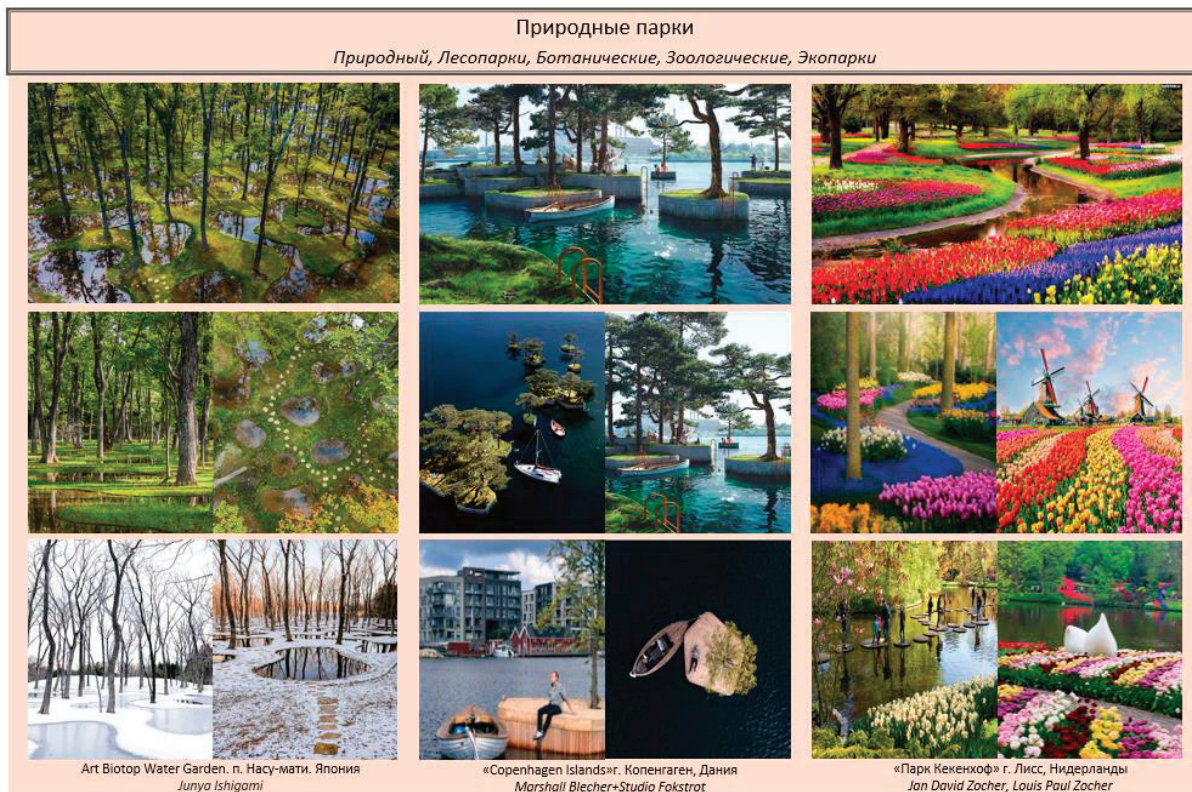 Природные парки
Природный, Лесопарки, Ботанические, Зоологические, Экопарки
Art Biotop Water Garden. п. Насу-мати. Япония
Junya Ishigami
«Copenhagen Islands»г. Копенгаген, Дания
Marshall Blecher+Studio Fokstrot
«Парк Кекенхоф» г. Лисс, Нидерланды
Jan David Zocher, Louis Paul Zocher